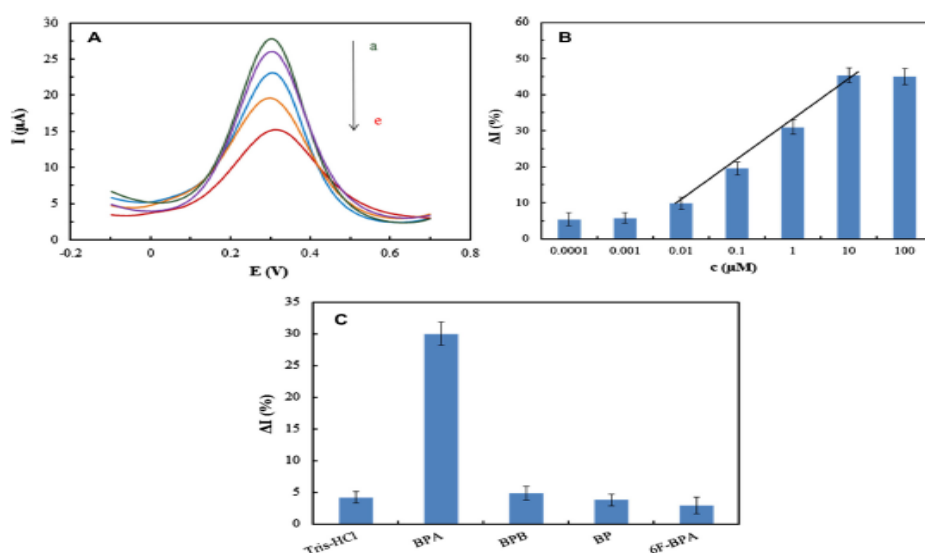 A
a
e
30
25
20
15
10
5
0
-0.2
0
0.2
0.4
0.6
0.8
I (µA)
E (V)
B
60
50
40
30
20
10
0
0.0001
0.001
0.01
0.1
1
10
100
ΔI (%)
c (µM)
C
35
30
25
20
15
10
5
0
ΔI (%)
Tris-HCl
BPA
BPB
BP
6F-BPA